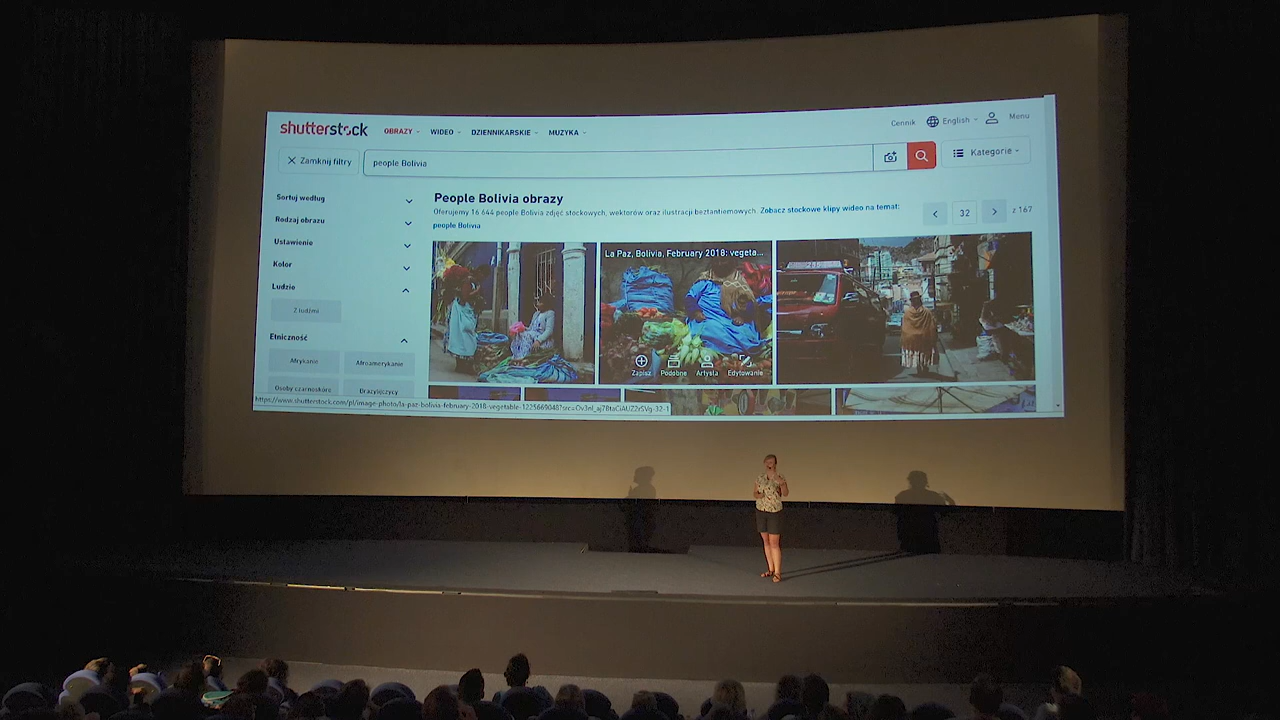 shutterstock OBRAZY WIDEO DZIENNIKARSKIE MUZYKA Cennik English Menu
Zamknij filtry people Bolivia Kategorie
Sortuj według
Rodzaj obrazu
Ustawienie
Kolor
Ludzie
Z ludźmi
Etniczność
Afrykanie Afroamerykanie
Osoby czarnoskóre Brazylijczycy
People Bolivia obrazy
Oferujemy 16 644 people Bolivia zdjęć stockowych, wektorów oraz ilustracji beztantiemowych. Zobacz stockowe klipy wideo na temat:
people Bolivia
32 z 167
La Paz, Bolivia, February 2018: vegeta...
Zapisz Podobne Artysta Edytowanie